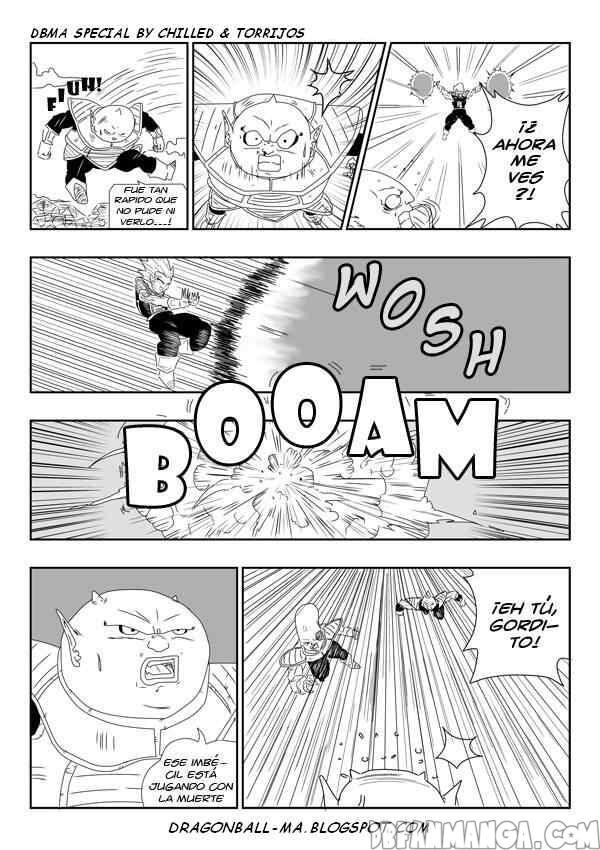 DBMA SPECIAL BY CHILLED & TORRIJOS
FIUH!
FUE TAN
RAPIDO QUE
NO PUDE NI
VERLO...!
¡¿
AHORA
ME
VES
?!
WOSH
BOOAM
ESE IMBÉ-
CIL ESTÁ
JUGANDO CON
LA MUERTE
¡EH TÚ,
GORDI-
TO!
DRAGONBALL-MA.BLOGSPOT.COM
DBFANMANGA.COM